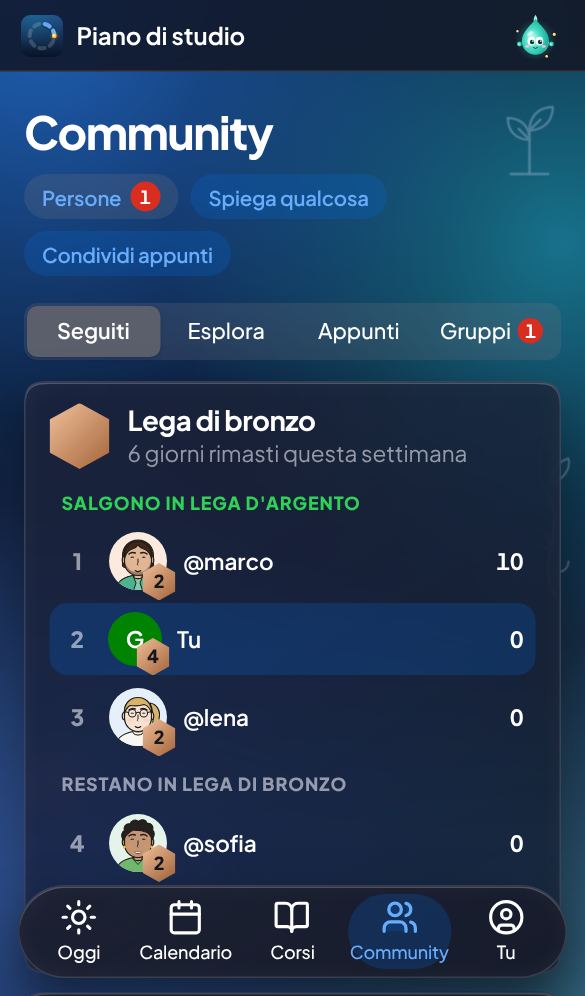 Piano di studio
Community
Persone 1
Spiega qualcosa
Condividi appunti
Seguiti
Esplora
Appunti
Gruppi 1
Lega di bronzo
6 giorni rimasti questa settimana
SALGONO IN LEGA D'ARGENTO
1 2 @marco 10
2 G 4 Tu 0
3 2 @lena 0
RESTANO IN LEGA DI BRONZO
4 2 @sofia 0
Oggi
Calendario
Corsi
Community
Tu